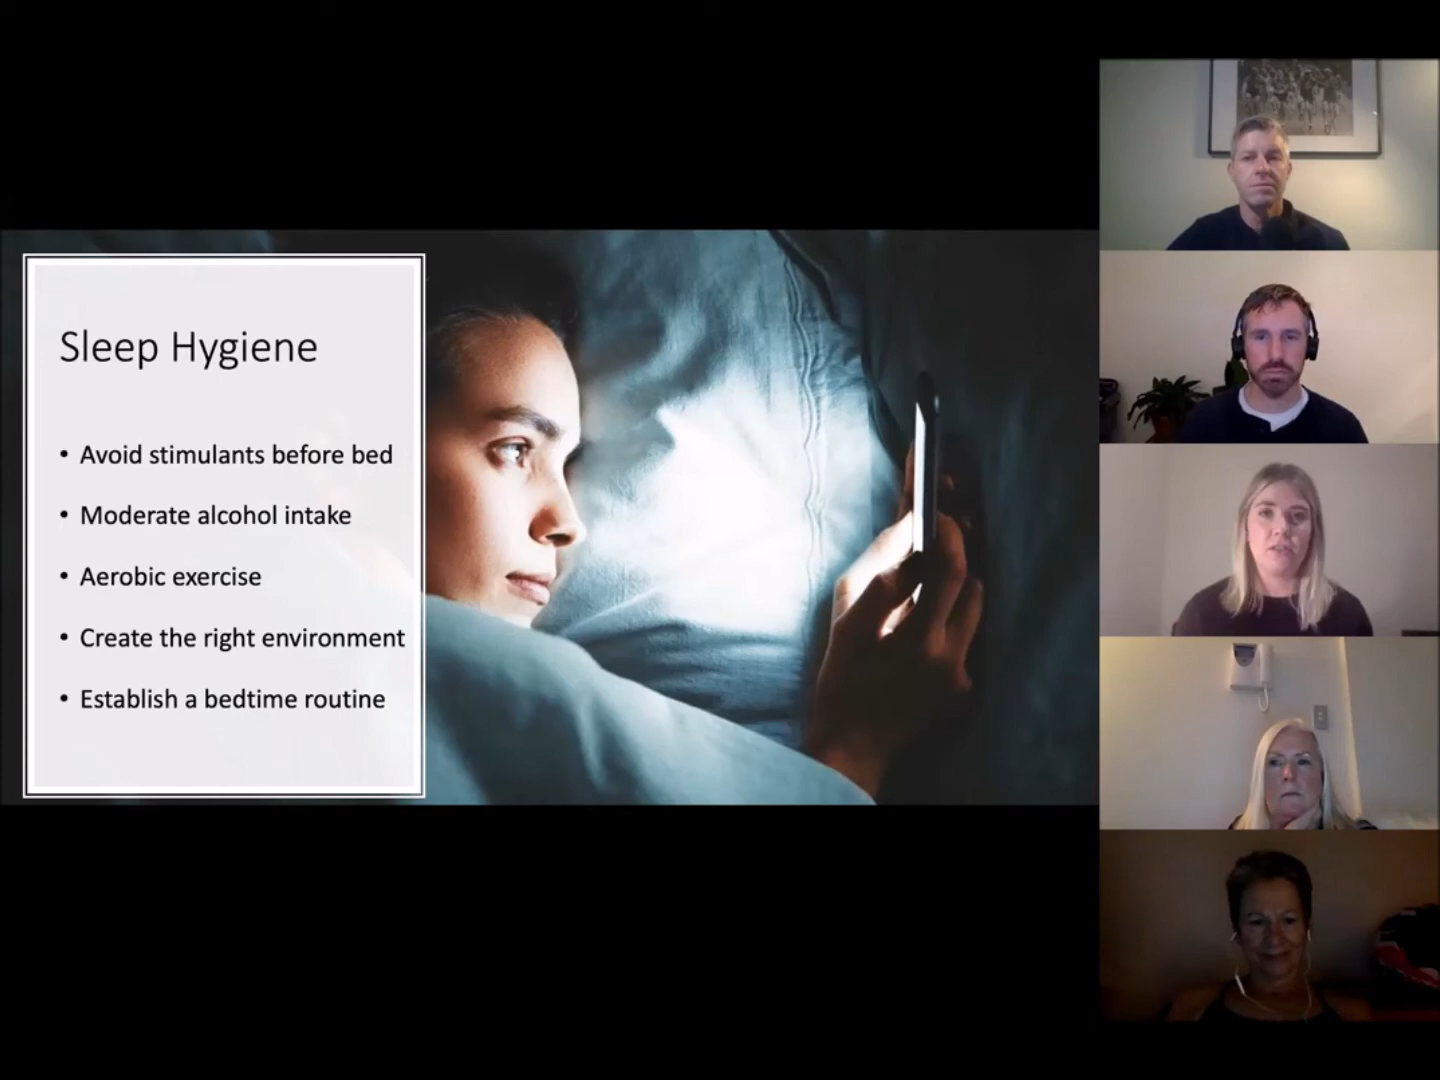 Sleep Hygiene
• Avoid stimulants before bed
• Moderate alcohol intake
• Aerobic exercise
• Create the right environment
• Establish a bedtime routine